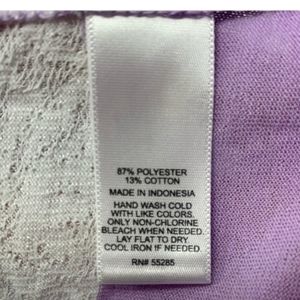 87% POLYESTER
13% COTTON
MADE IN INDONESIA
HAND WASH COLD
WITH LIKE COLORS.
ONLY NON-CHLORINE
BLEACH WHEN NEEDED.
LAY FLAT TO DRY.
COOL IRON IF NEEDED.
RN# 55285